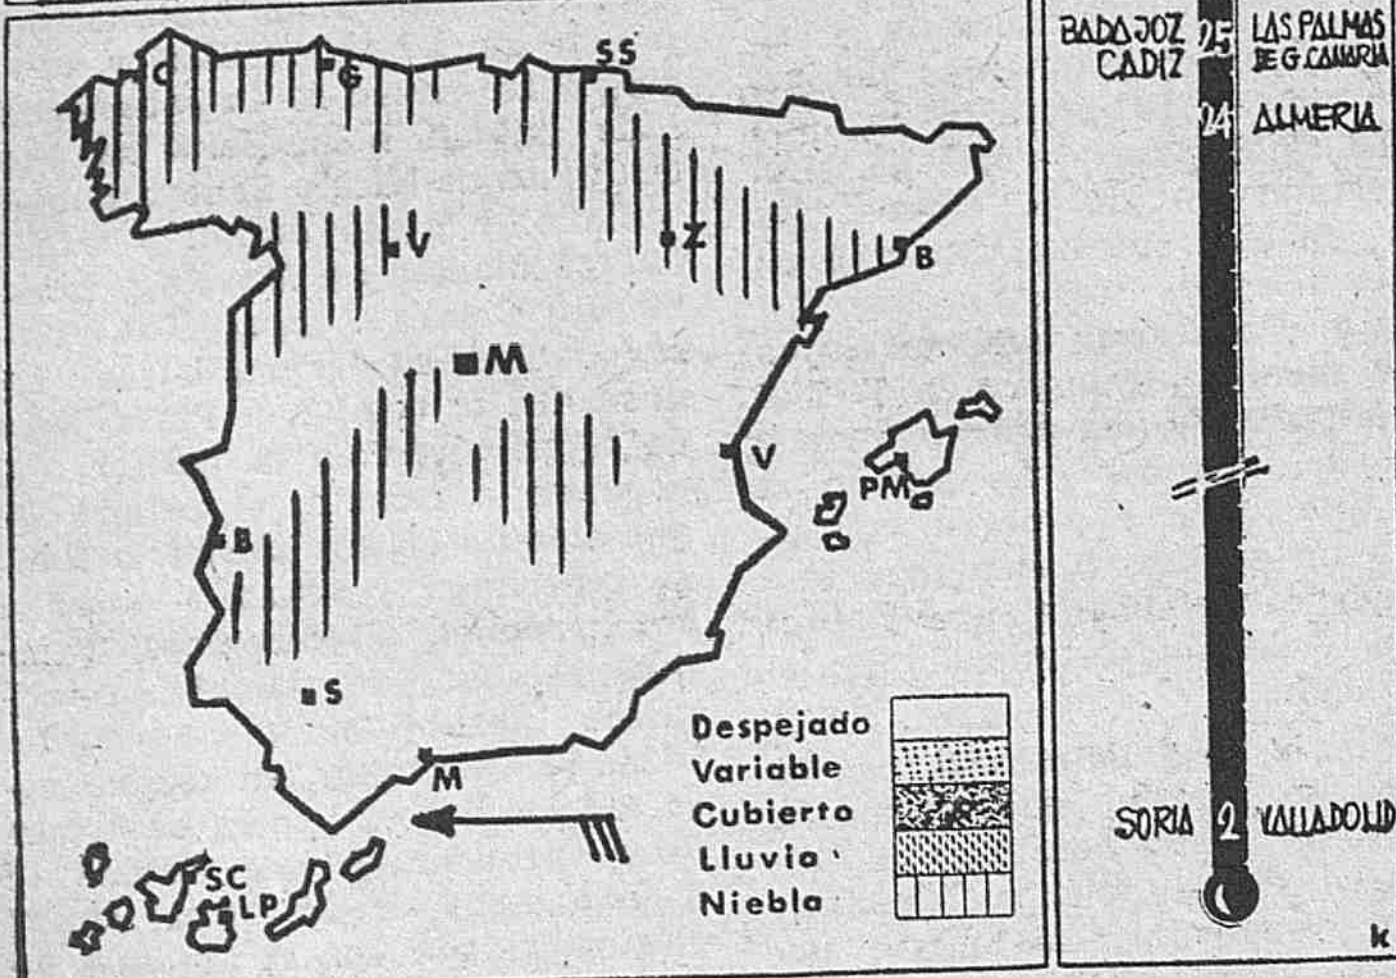 SS
C
G
V
Z
B
M
V
PM
B
S
M
SC
LP
Despejado
Variable
Cubierto
Lluvia
Niebla
BADAJOZ 25 LAS PALMAS
CADIZ DE G. CANARIA
24 ALMERIA
SORIA 2 VALLADOLID
k